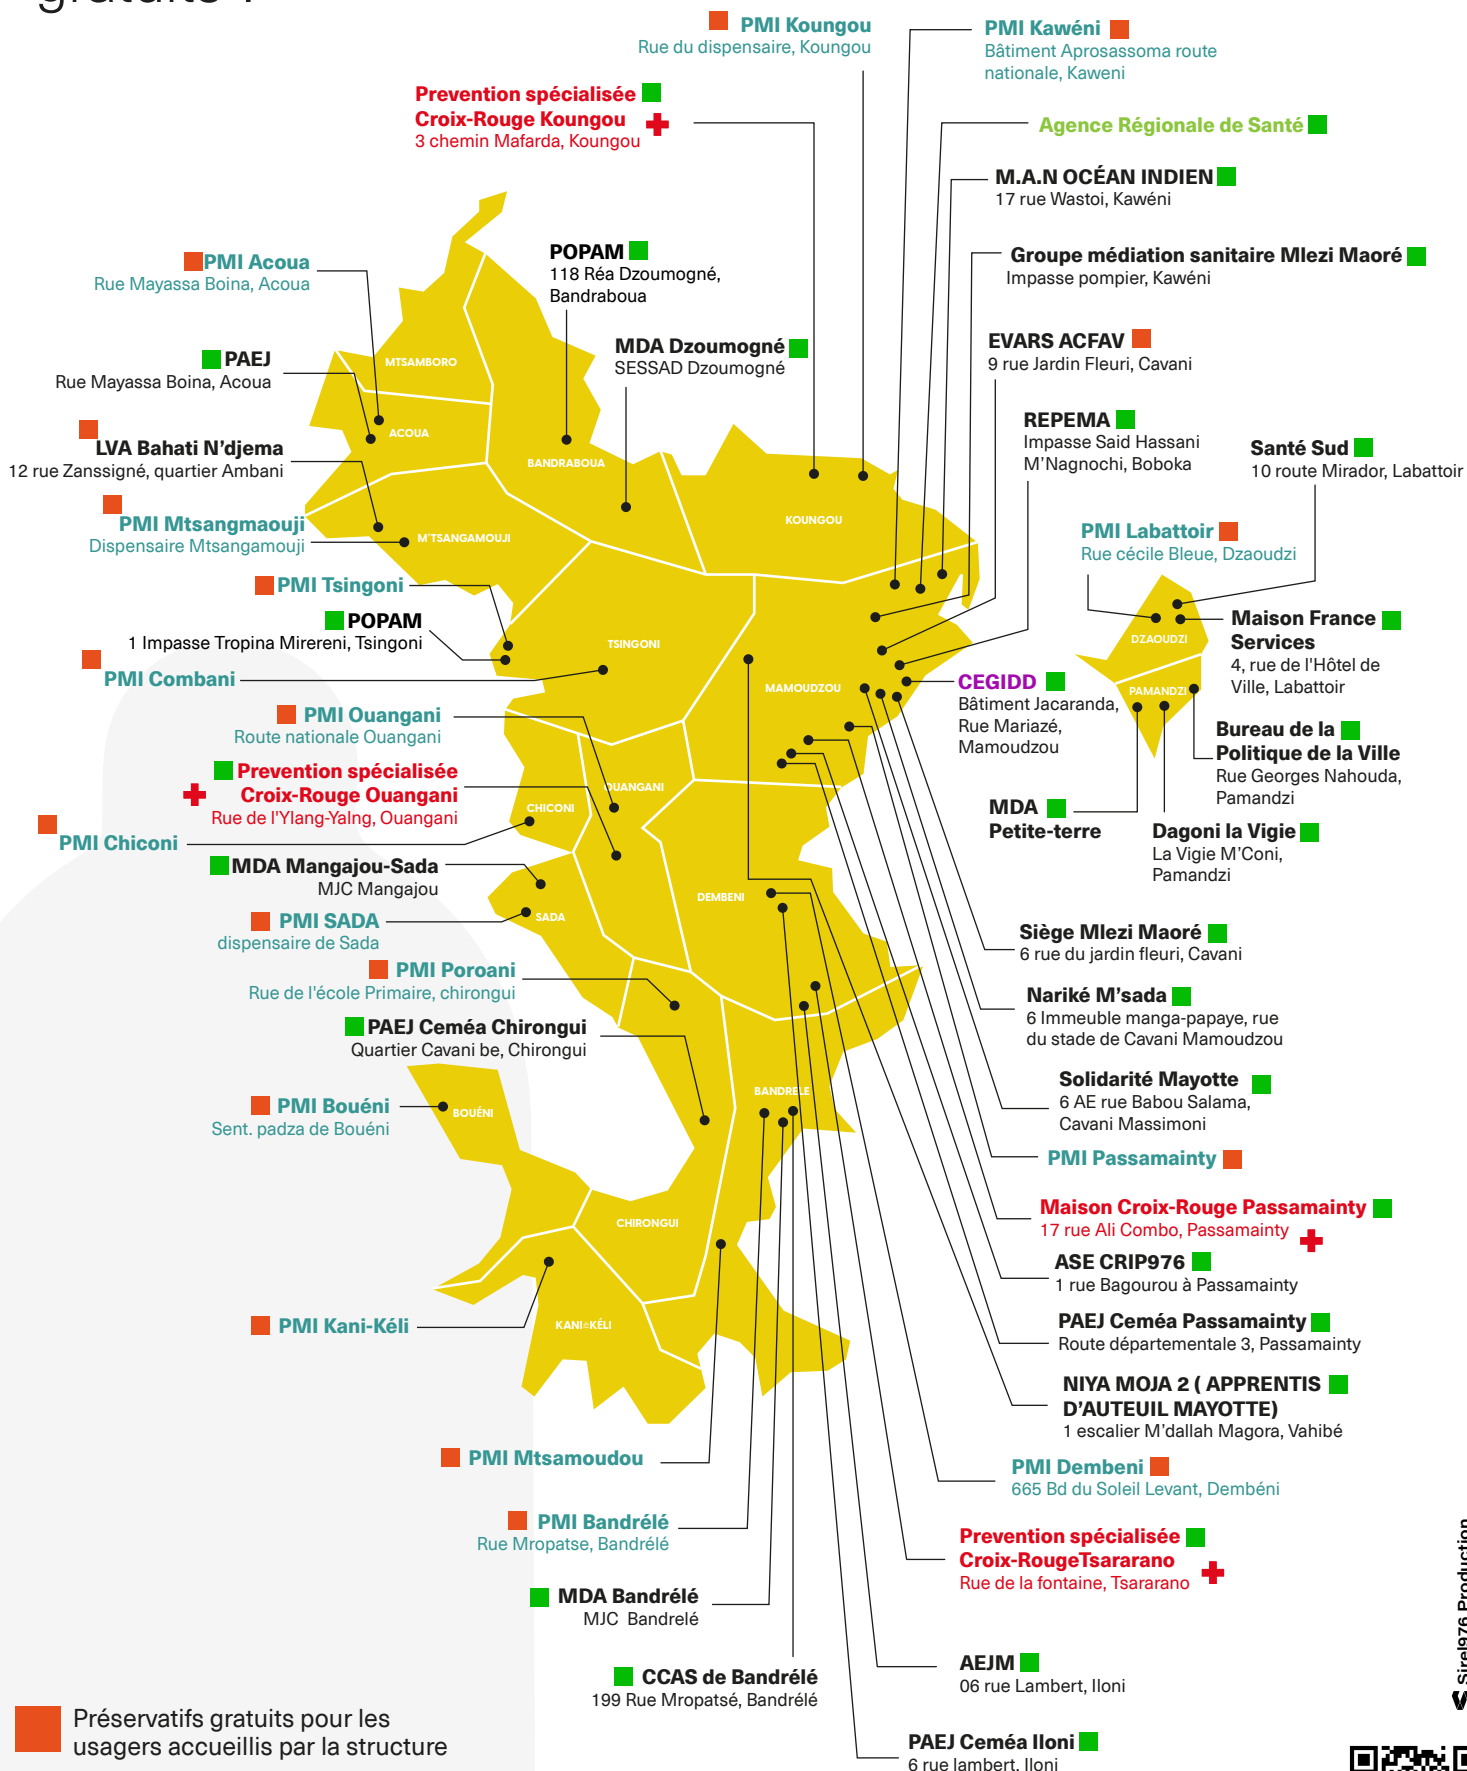 gratuits :
PMI Koungou
Rue du dispensaire, Koungou
PMI Kawéni
Bâtiment Aprosassoma route
nationale, Kaweni
Prevention spécialisée
Croix-Rouge Koungou
3 chemin Mafarda, Koungou
Agence Régionale de Santé
M.A.N OCÉAN INDIEN
17 rue Wastoi, Kawéni
Groupe médiation sanitaire Mlezi Maoré
Impasse pompier, Kawéni
PMI Acoua
Rue Mayassa Boina, Acoua
POPAM
118 Réa Dzoumogné,
Bandraboua
PAEJ
Rue Mayassa Boina, Acoua
MDA Dzoumogné
SESSAD Dzoumogné
EVARS ACFAV
9 rue Jardin Fleuri, Cavani
REPEMA
Impasse Said Hassani
M'Nagnochi, Boboka
Santé Sud
10 route Mirador, Labattoir
LVA Bahati N'djema
12 rue Zanssigné, quartier Ambani
PMI Mtsangmaouji
Dispensaire Mtsangamouji
PMI Labattoir
Rue cécile Bleue, Dzaoudzi
PMI Tsingoni
POPAM
1 Impasse Tropina Mirereni, Tsingoni
PMI Combani
Maison France
Services
4, rue de l'Hôtel de
Ville, Labattoir
CEGIDD
Bâtiment Jacaranda,
Rue Mariazé,
Mamoudzou
PMI Ouangani
Route nationale Ouangani
Bureau de la
Politique de la Ville
Rue Georges Nahouda,
Pamandzi
Prevention spécialisée
Croix-Rouge Ouangani
Rue de l'Ylang-Yalng, Ouangani
PMI Chiconi
MDA
Petite-terre
Dagoni la Vigie
La Vigie M'Coni,
Pamandzi
MDA Mangajou-Sada
MJC Mangajou
PMI SADA
dispensaire de Sada
Siège Mlezi Maoré
6 rue du jardin fleuri, Cavani
PMI Poroani
Rue de l'école Primaire, chirongui
Nariké M'sada
6 Immeuble manga-papaye, rue
du stade de Cavani Mamoudzou
PAEJ Ceméa Chirongui
Quartier Cavani be, Chirongui
Solidarité Mayotte
6 AE rue Babou Salama,
Cavani Massimoni
PMI Bouéni
Sent. padza de Bouéni
PMI Passamainty
Maison Croix-Rouge Passamainty
17 rue Ali Combo, Passamainty
ASE CRIP976
1 rue Bagourou à Passamainty
PMI Kani-Kéli
PAEJ Ceméa Passamainty
Route départementale 3, Passamainty
NIYA MOJA 2 ( APPRENTIS
D'AUTEUIL MAYOTTE)
1 escalier M'dallah Magora, Vahibé
PMI Mtsamoudou
PMI Dembeni
665 Bd du Soleil Levant, Dembéni
PMI Bandrélé
Rue Mropatse, Bandrélé
Prevention spécialisée
Croix-RougeTsararano
Rue de la fontaine, Tsararano
MDA Bandrélé
MJC Bandrelé
CCAS de Bandrélé
199 Rue Mropatsé, Bandrélé
AEJM
06 rue Lambert, Iloni
PAEJ Ceméa Iloni
6 rue lambert, Iloni
MTSAMBORO
ACOUA
BANDRABOUA
M'TSANGAMOUJI
KOUNGOU
TSINGONI
MAMOUDZOU
DZAOUDZI
PAMANDZI
OUANGANI
CHICONI
SADA
DEMBENI
BANDRELE
BOUÉNI
CHIRONGUI
KANI-KÉLI
Préservatifs gratuits pour les
usagers accueillis par la structure
Sirel976 Production